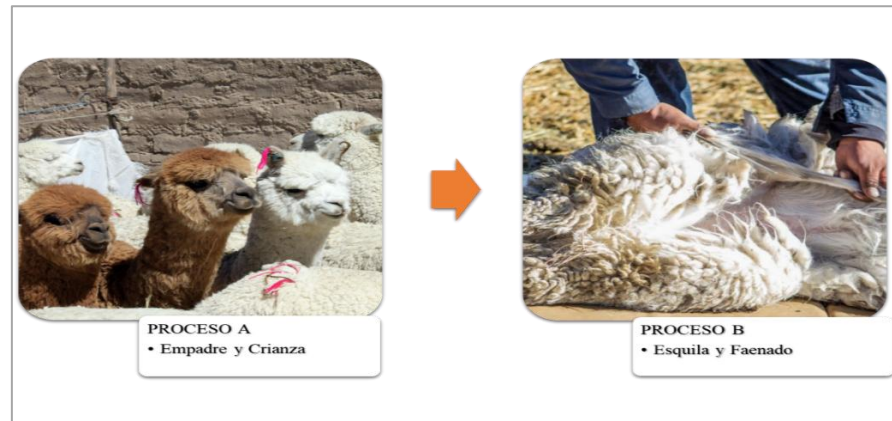 PROCESO A
• Empadre y Crianza
PROCESO B
• Esquila y Faenado